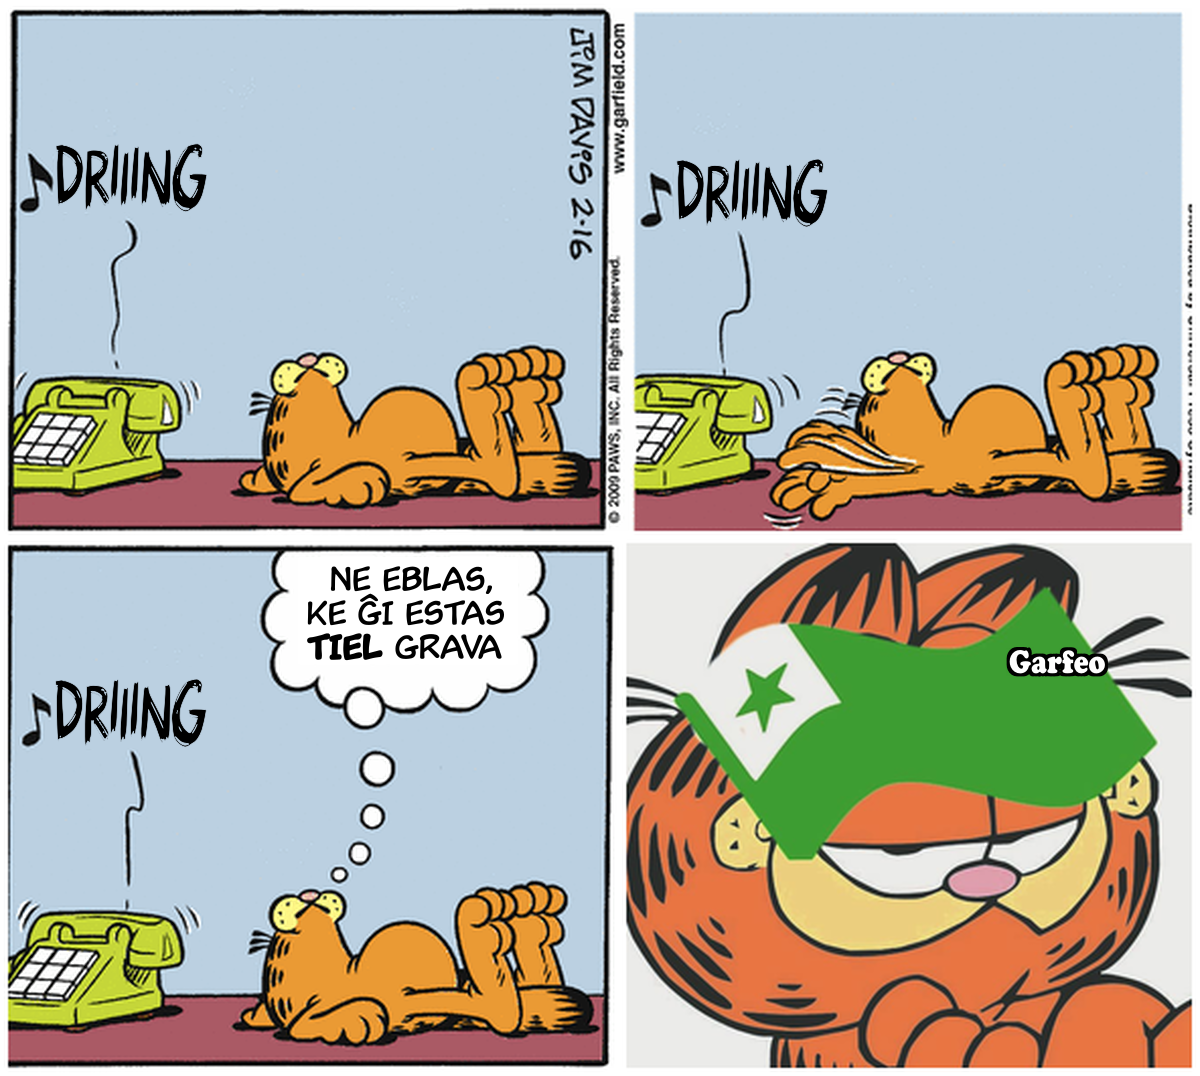 ♪DRIIING
JIM DAVIS 2·16
www.garfield.com
© 2009 PAWS, INC. All Rights Reserved.
♪DRIIING
NE EBLAS,
KE ĜI ESTAS
TIEL GRAVA
♪DRIIING
Garfeo